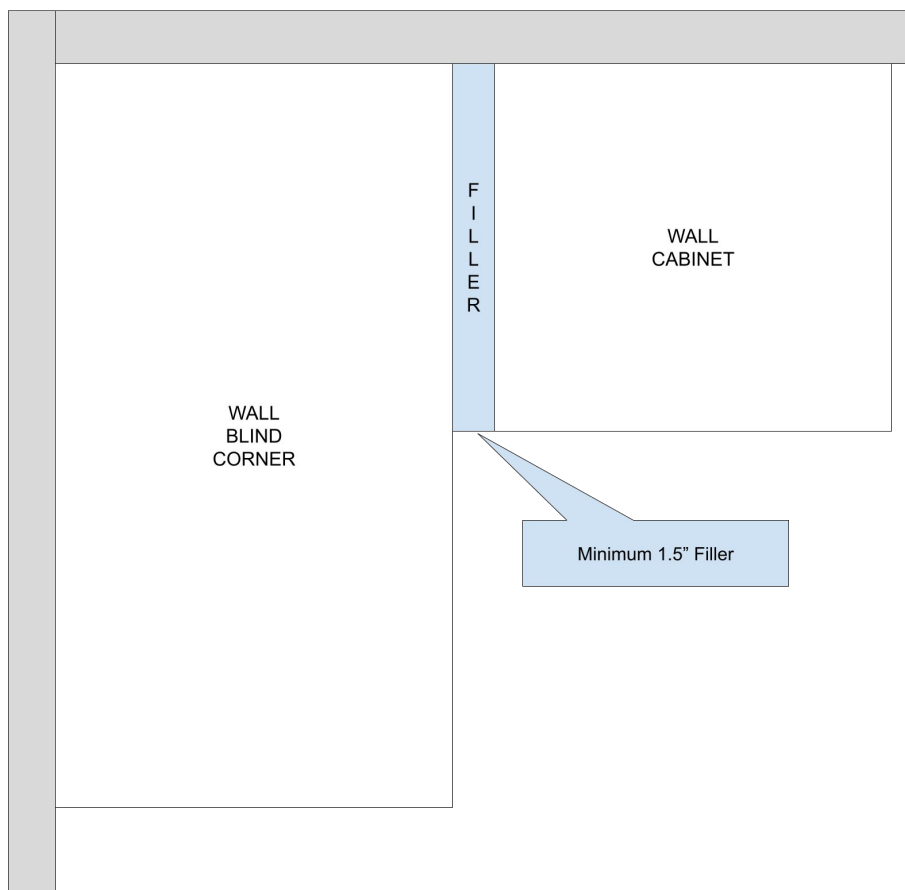 F
I
L
L
E
R
WALL
CABINET
WALL
BLIND
CORNER
Minimum 1.5” Filler